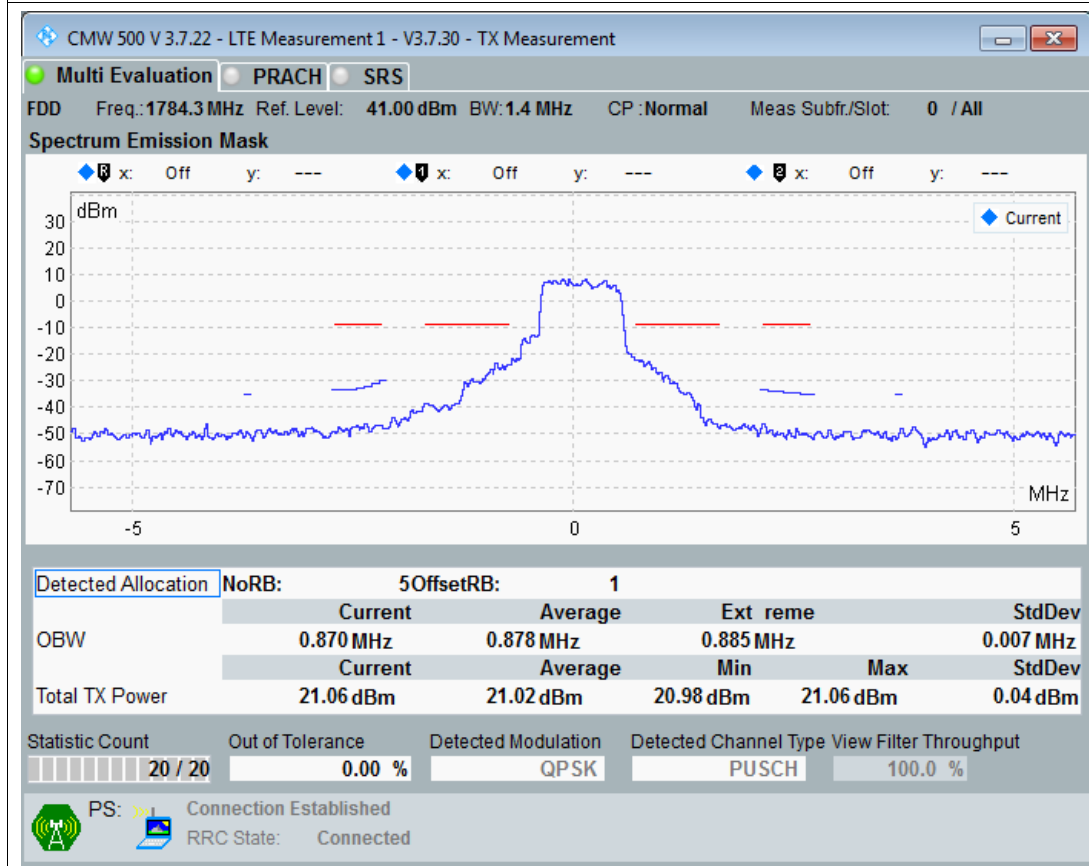 CMW 500 V 3.7.22 - LTE Measurement 1 - V3.7.30 - TX Measurement
Multi Evaluation PRACH SRS
FDD Freq.: 1784.3 MHz Ref. Level: 41.00 dBm BW: 1.4 MHz CP : Normal Meas Subfr./Slot: 0 / All
Spectrum Emission Mask
R x: Off y: --- 1 x: Off y: --- 2 x: Off y: ---
dBm
Current
30
20
10
0
-10
-20
-30
-40
-50
-60
-70
MHz
-5 0 5
Detected Allocation NoRB: 5 OffsetRB: 1
Current Average Ext reme StdDev
OBW 0.870 MHz 0.878 MHz 0.885 MHz 0.007 MHz
Current Average Min Max StdDev
Total TX Power 21.06 dBm 21.02 dBm 20.98 dBm 21.06 dBm 0.04 dBm
Statistic Count Out of Tolerance Detected Modulation Detected Channel Type View Filter Throughput
20 / 20 0.00 % QPSK PUSCH 100.0 %
PS: Connection Established
RRC State: Connected